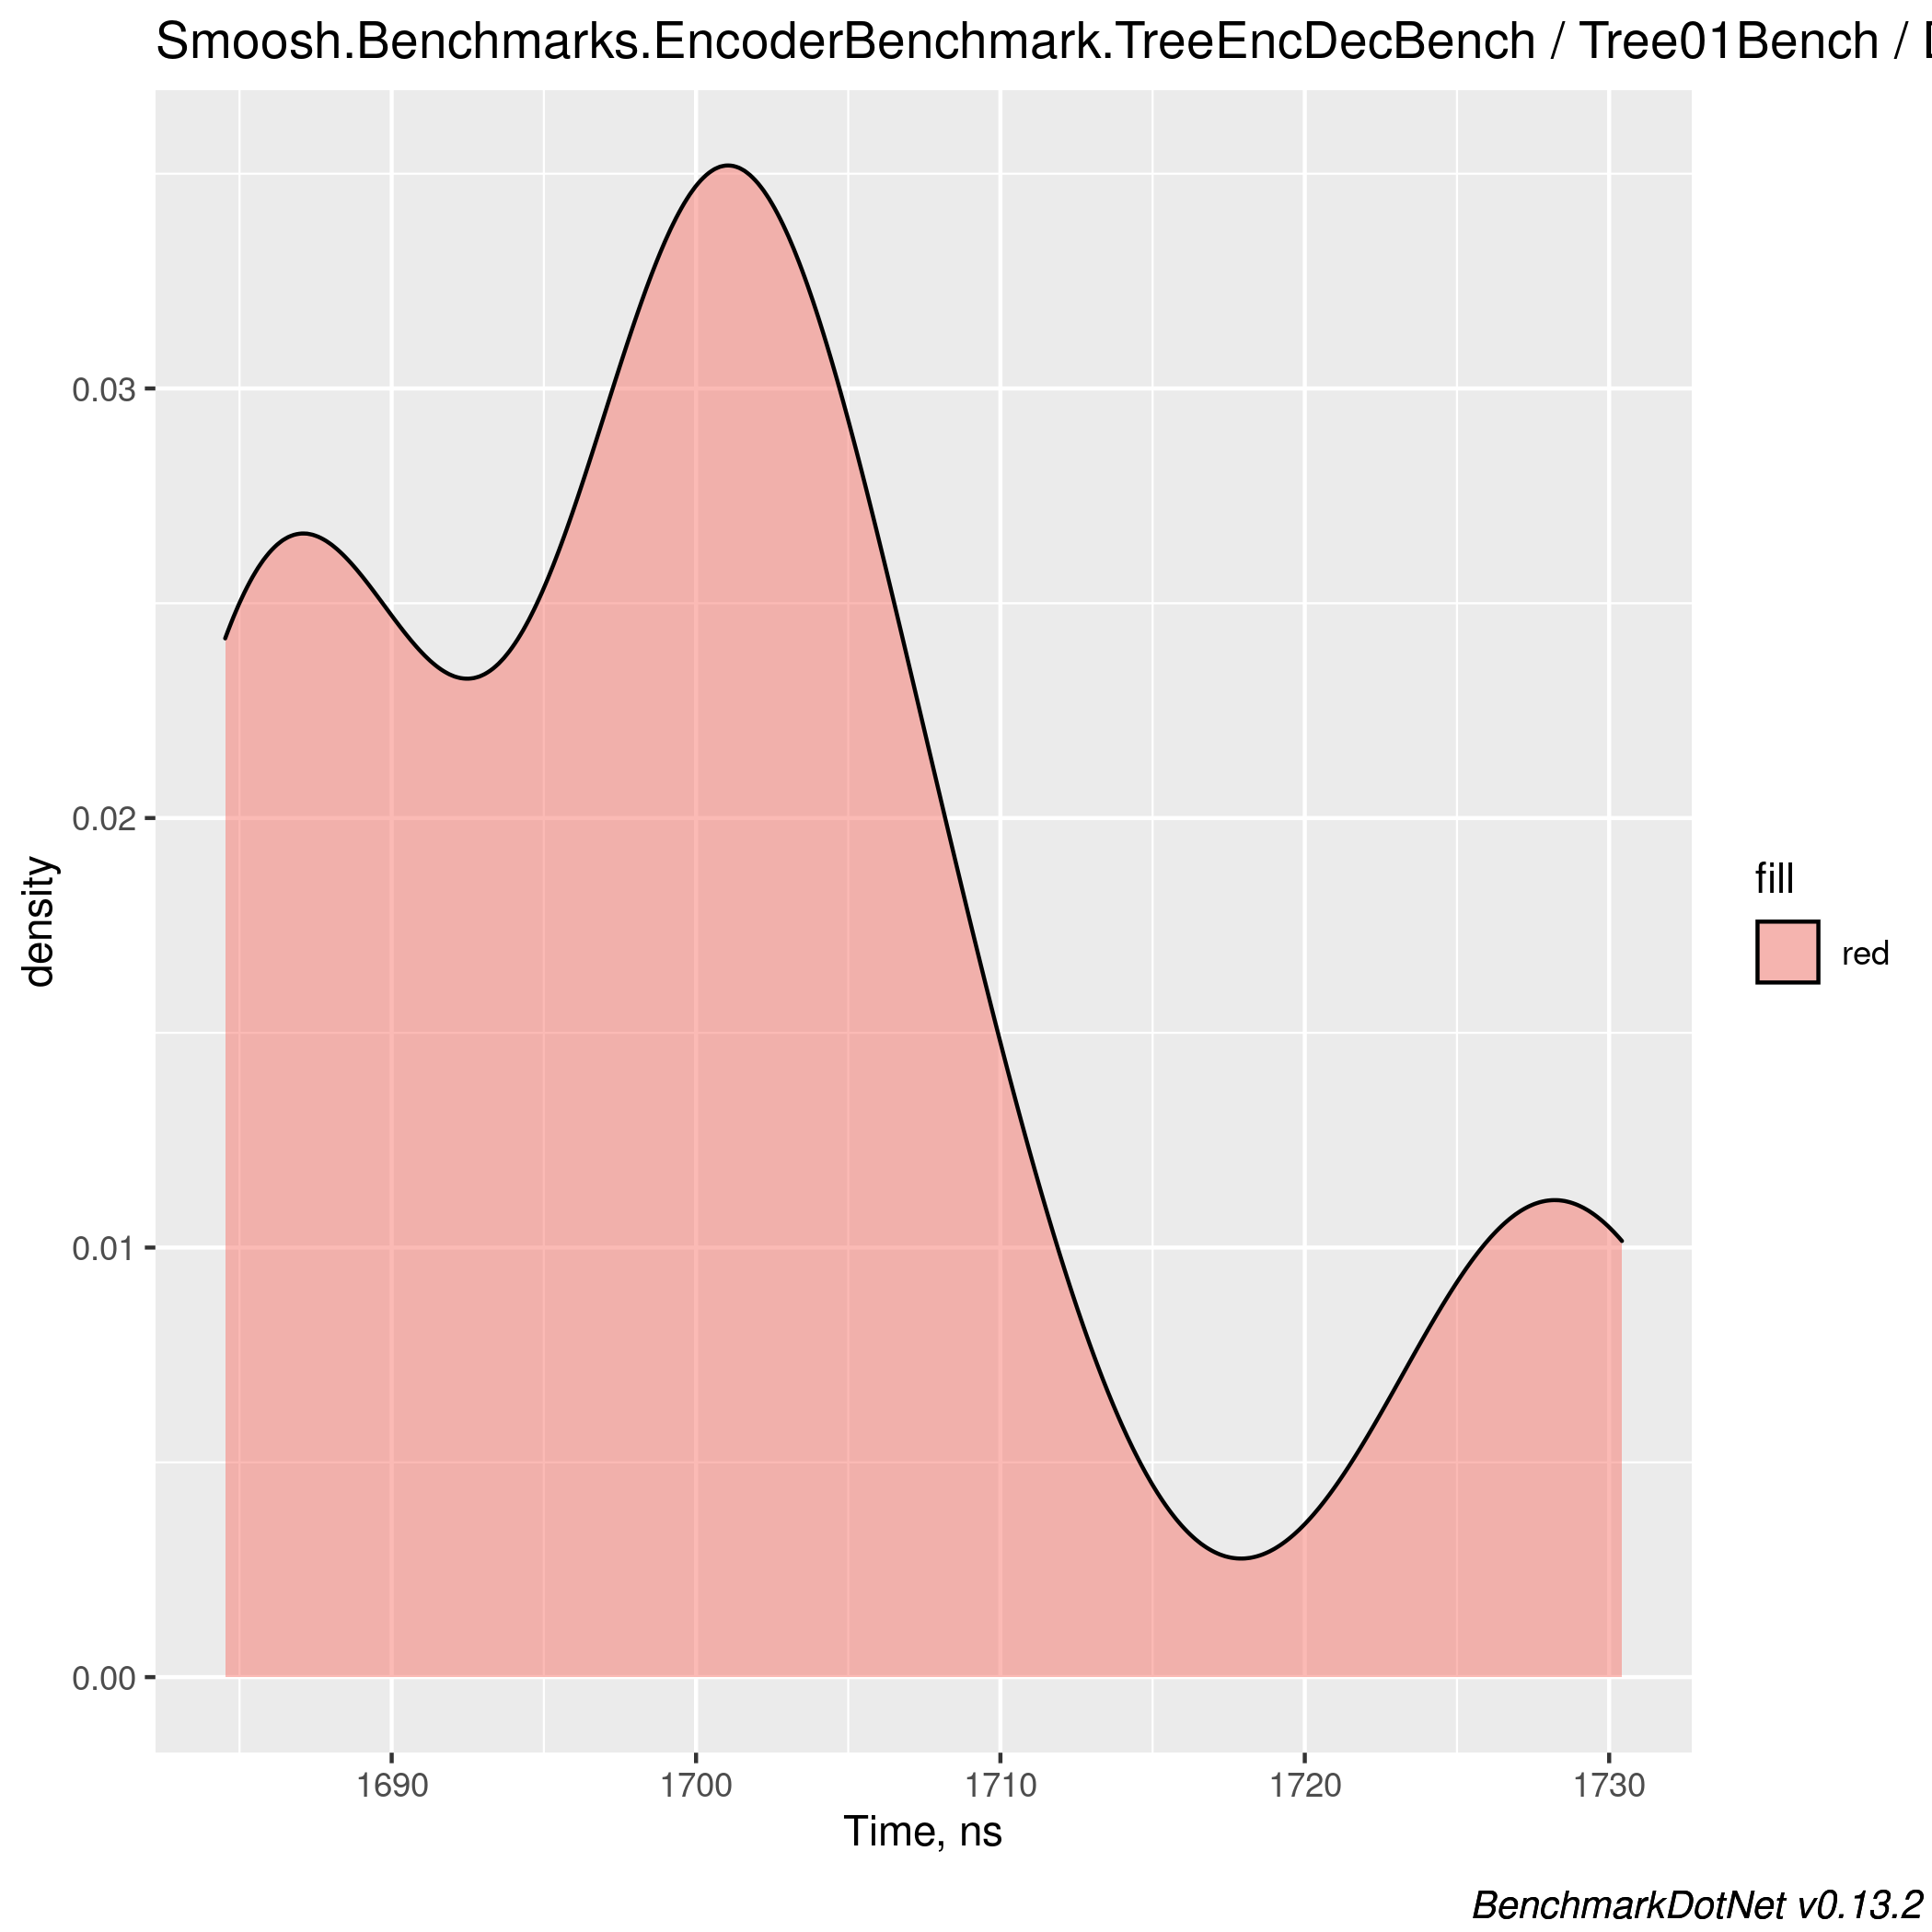 Smoosh.Benchmarks.EncoderBenchmark.TreeEncDecBench / Tree01Bench /
0.03
0.02
0.01
0.00
density
1690 1700 1710 1720 1730
Time, ns
fill
red
BenchmarkDotNet v0.13.2